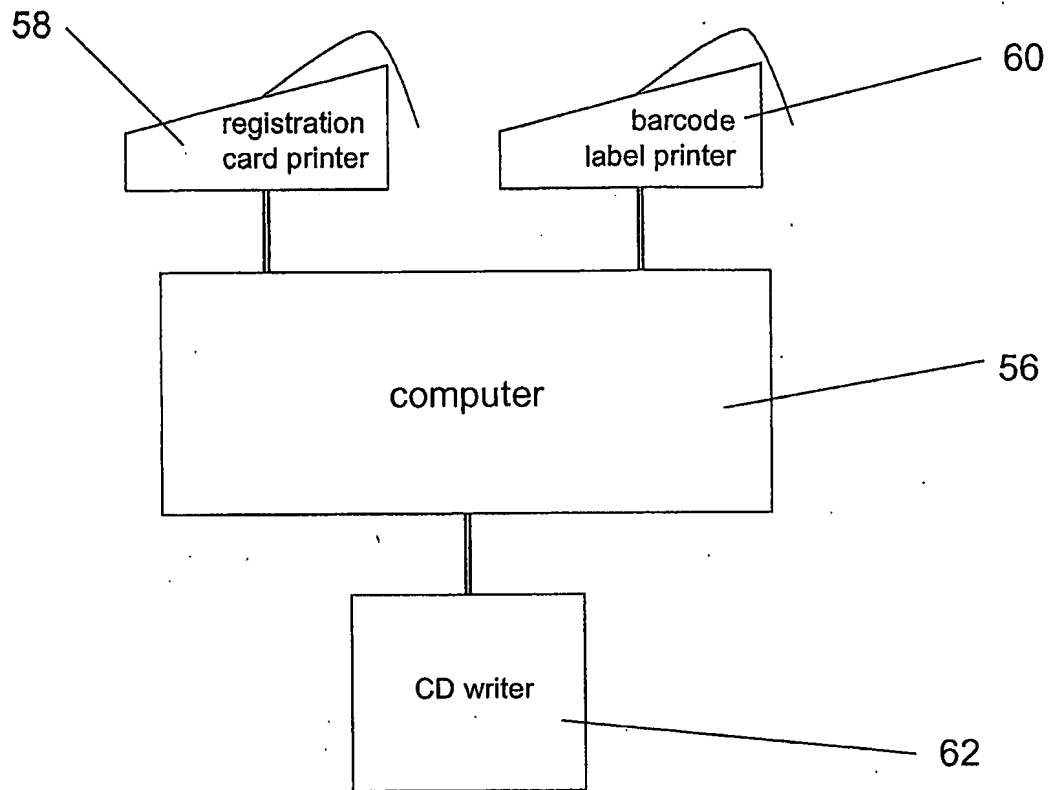 58
60
registration
card printer
barcode
label printer
computer
56
CD writer
62